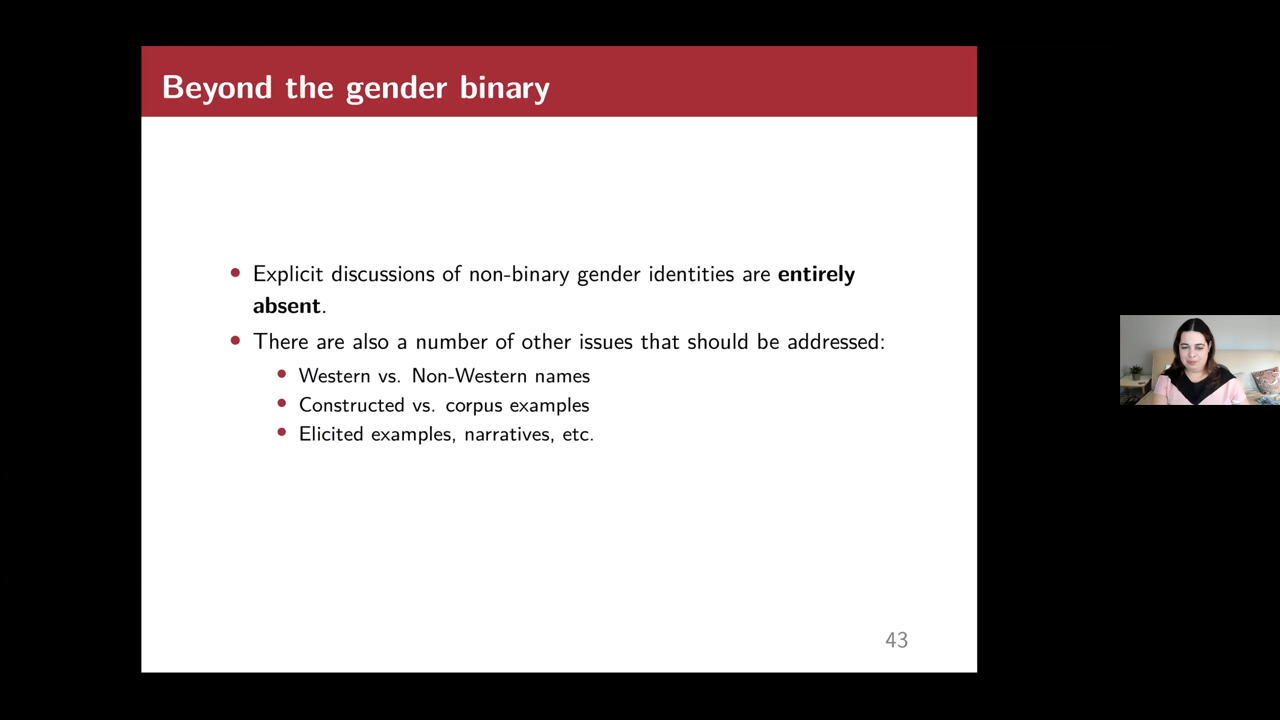 Beyond the gender binary
• Explicit discussions of non-binary gender identities are entirely
absent.
• There are also a number of other issues that should be addressed:
• Western vs. Non-Western names
• Constructed vs. corpus examples
• Elicited examples, narratives, etc.
43